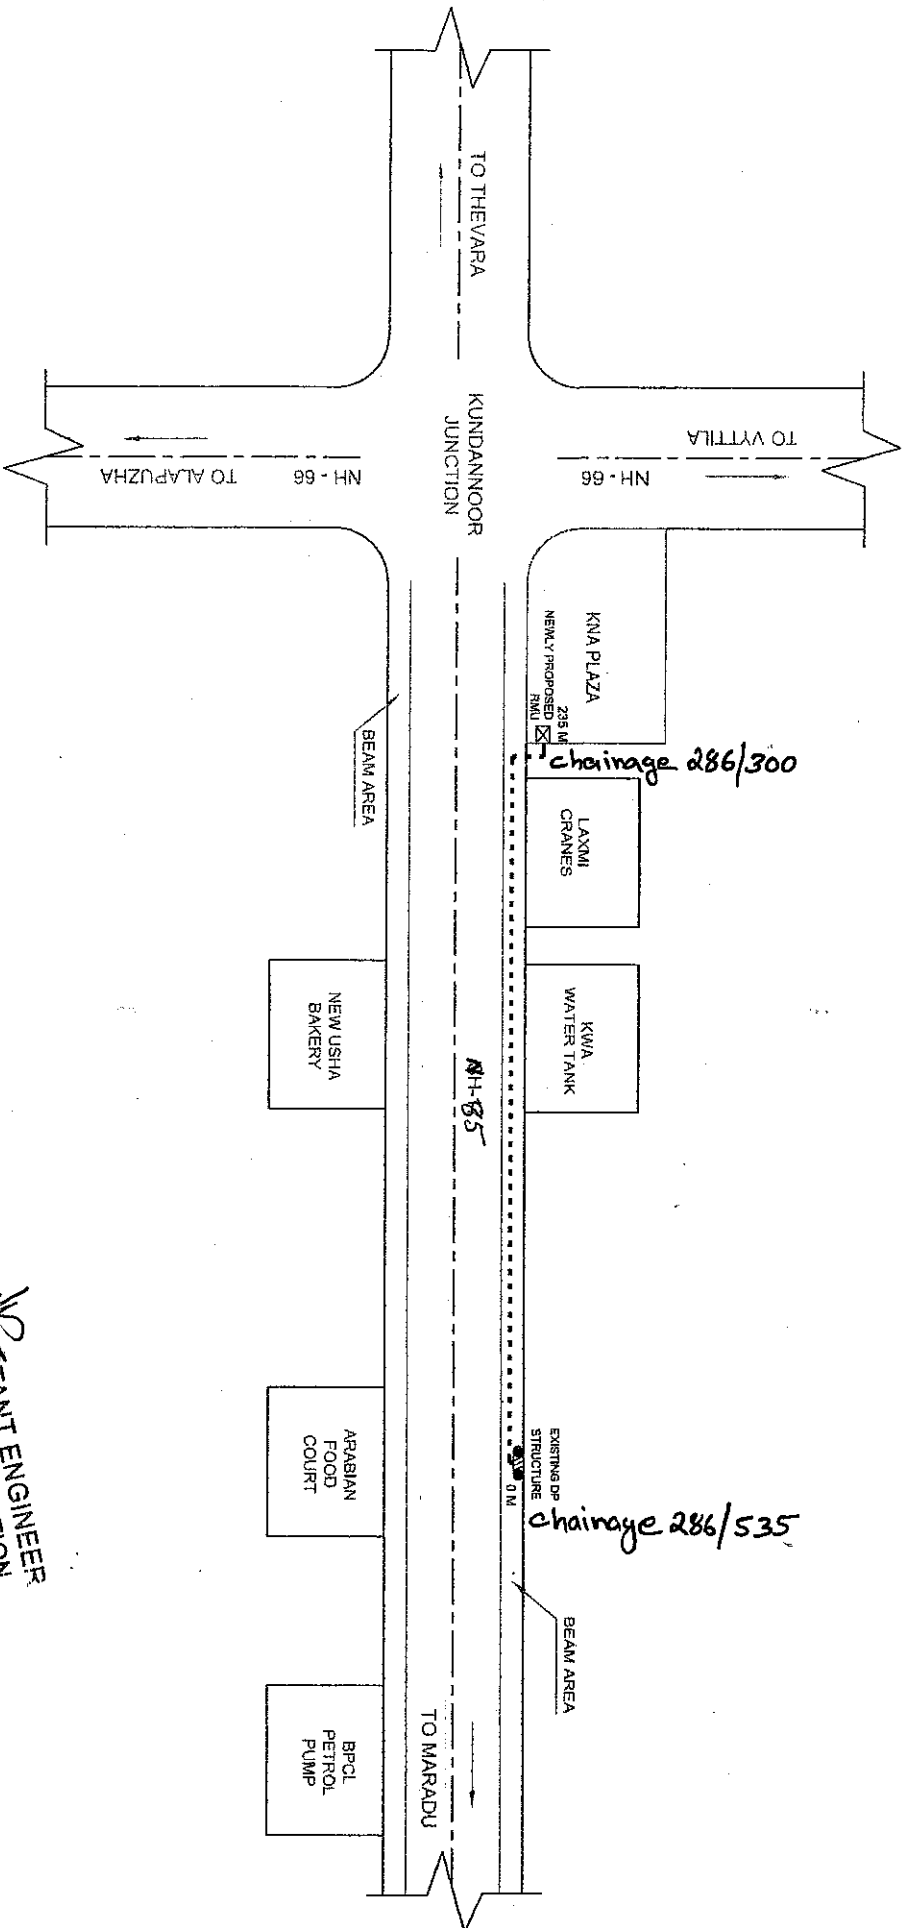 TO THEVARA
KUNDANNOOR
JUNCTION
NH - 66
TO VYTTILA
NH - 66
TO ALAPUZHA
KNA PLAZA
NEWLY PROPOSED
RMU
235 M
chainage 286/300
BEAM AREA
LAXMI
CRANES
KWA
WATER TANK
NEW USHA
BAKERY
NH-85
EXISTING DP
STRUCTURE
0 M
chainage 286/535
ARABIAN
FOOD
COURT
BEAM AREA
TO MARADU
BPCL
PETROL
PUMP
ENGINEER